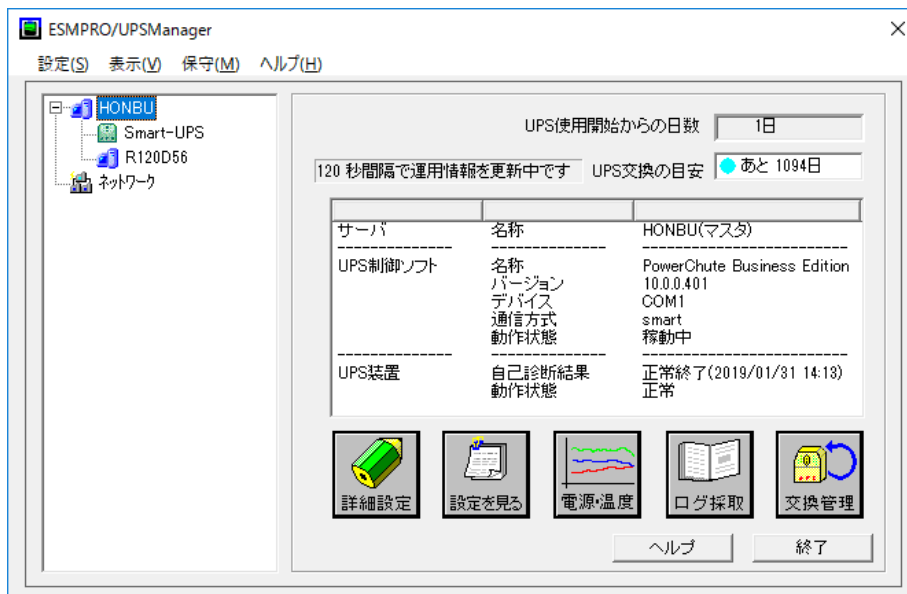 ESMPRO/UPSManager
設定(S) 表示(V) 保守(M) ヘルプ(H)
HONBU
Smart-UPS
R120D56
ネットワーク
UPS使用開始からの日数 1日
120 秒間隔で運用情報を更新中です UPS交換の目安 あと 1094日
サーバ 名称 HONBU(マスタ)
-------------- -------------- -------------------------
UPS制御ソフト 名称 PowerChute Business Edition
バージョン 10.0.0.401
デバイス COM1
通信方式 smart
動作状態 稼動中
-------------- -------------- -------------------------
UPS装置 自己診断結果 正常終了(2019/01/31 14:13)
動作状態 正常
詳細設定 設定を見る 電源・温度 ログ採取 交換管理
ヘルプ 終了